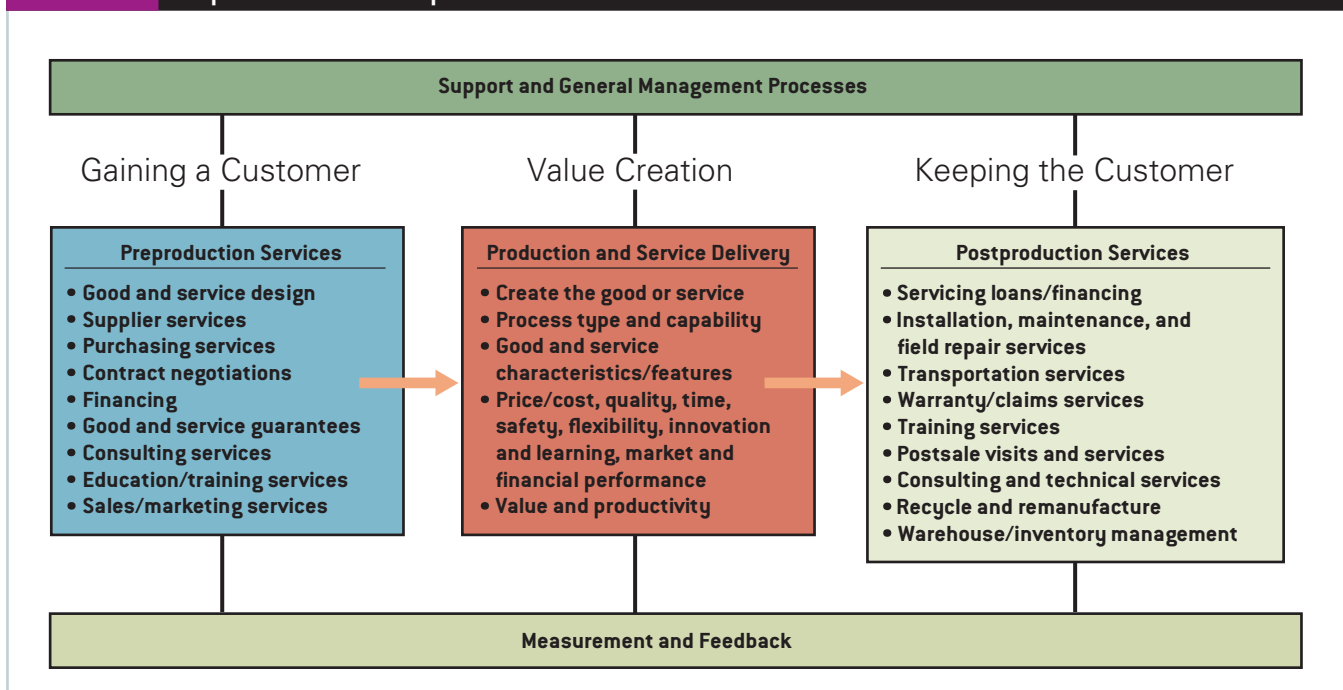 Support and General Management Processes
Gaining a Customer
Value Creation
Keeping the Customer
Preproduction Services
• Good and service design
• Supplier services
• Purchasing services
• Contract negotiations
• Financing
• Good and service guarantees
• Consulting services
• Education/training services
• Sales/marketing services
Production and Service Delivery
• Create the good or service
• Process type and capability
• Good and service
characteristics/features
• Price/cost, quality, time,
safety, flexibility, innovation
and learning, market and
financial performance
• Value and productivity
Postproduction Services
• Servicing loans/financing
• Installation, maintenance, and
field repair services
• Transportation services
• Warranty/claims services
• Training services
• Postsale visits and services
• Consulting and technical services
• Recycle and remanufacture
• Warehouse/inventory management
Measurement and Feedback